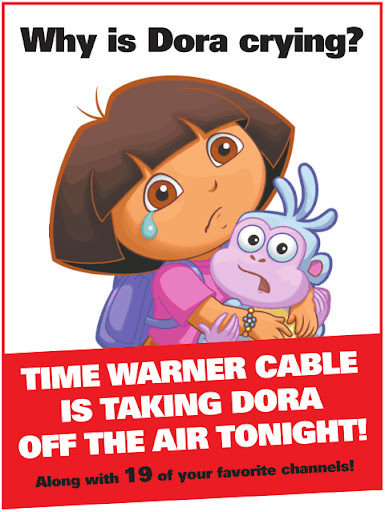 Why is Dora crying?
TIME WARNER CABLE
IS TAKING DORA
OFF THE AIR TONIGHT!
Along with 19 of your favorite channels!